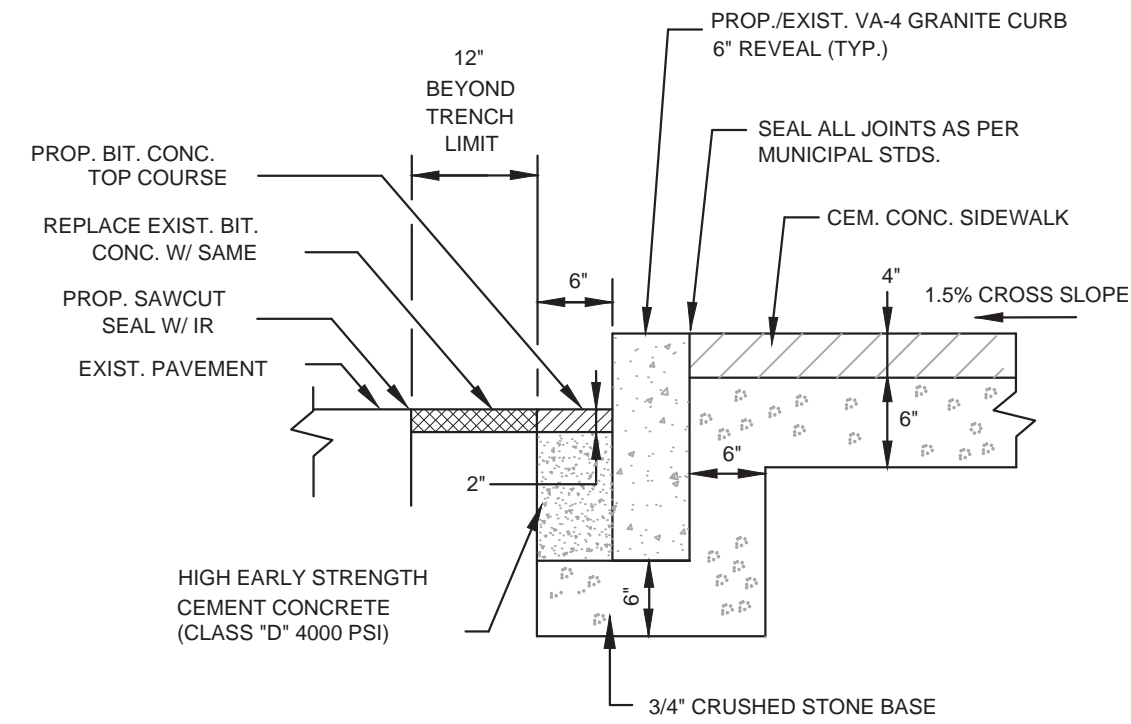 PROP./EXIST. VA-4 GRANITE CURB
6" REVEAL (TYP.)
12"
BEYOND
TRENCH
LIMIT
SEAL ALL JOINTS AS PER
MUNICIPAL STDS.
PROP. BIT. CONC.
TOP COURSE
REPLACE EXIST. BIT.
CONC. W/ SAME
CEM. CONC. SIDEWALK
6"
4"
1.5% CROSS SLOPE
PROP. SAWCUT
SEAL W/ IR
EXIST. PAVEMENT
6"
6"
2"
HIGH EARLY STRENGTH
CEMENT CONCRETE
(CLASS "D" 4000 PSI)
6"
3/4" CRUSHED STONE BASE